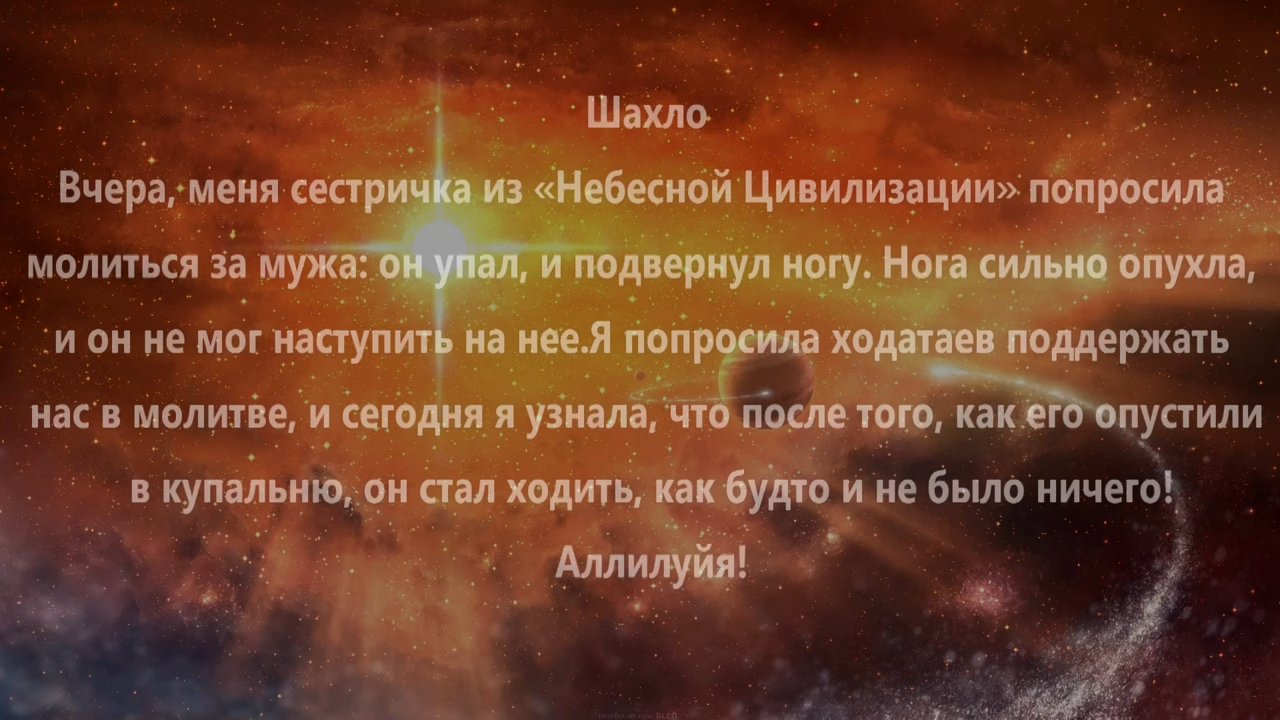 Шахло
Вчера, меня сестричка из «Небесной Цивилизации» попросила
молиться за мужа: он упал, и подвернул ногу. Нога сильно опухла,
и он не мог наступить на нее.Я попросила ходатаев поддержать
нас в молитве, и сегодня я узнала, что после того, как его опустили
в купальню, он стал ходить, как будто и не было ничего!
Аллилуйя!